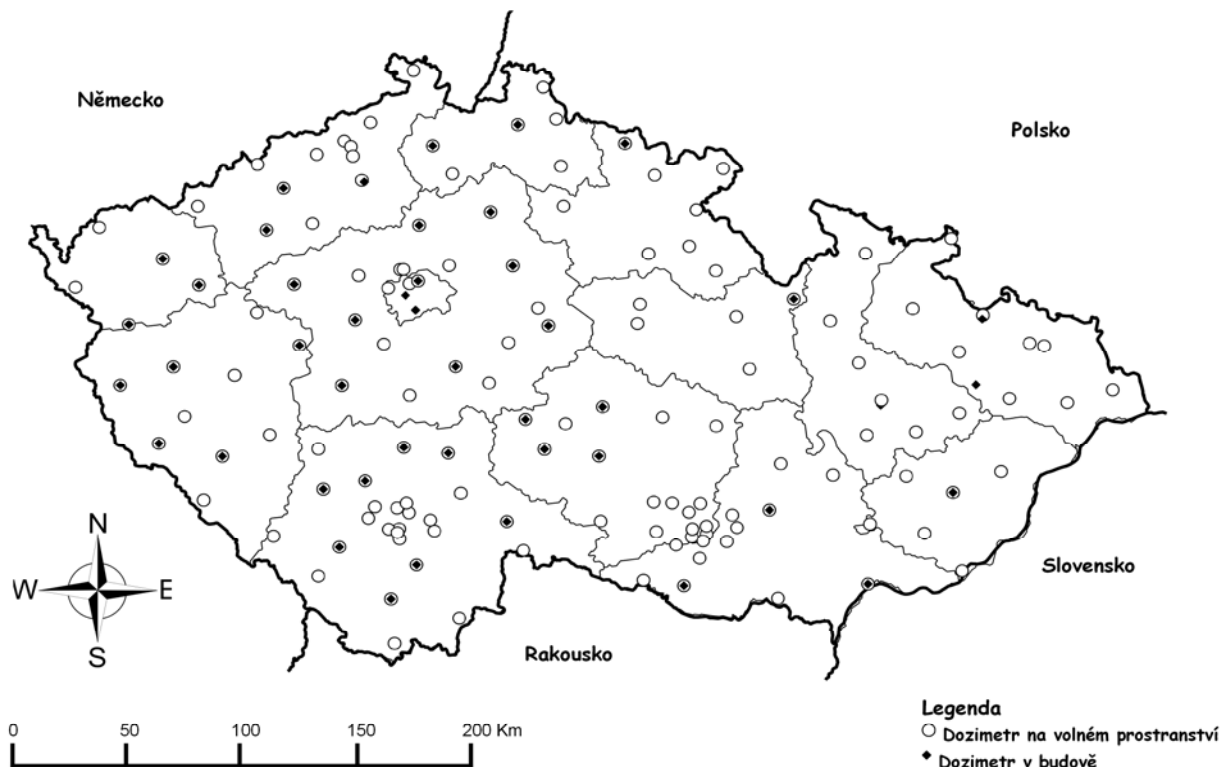 Německo
Polsko
N
W
E
S
Slovensko
Rakousko
0 50 100 150 200 Km
Legenda
Dozimetr na volném prostranství
Dozimetr v budově